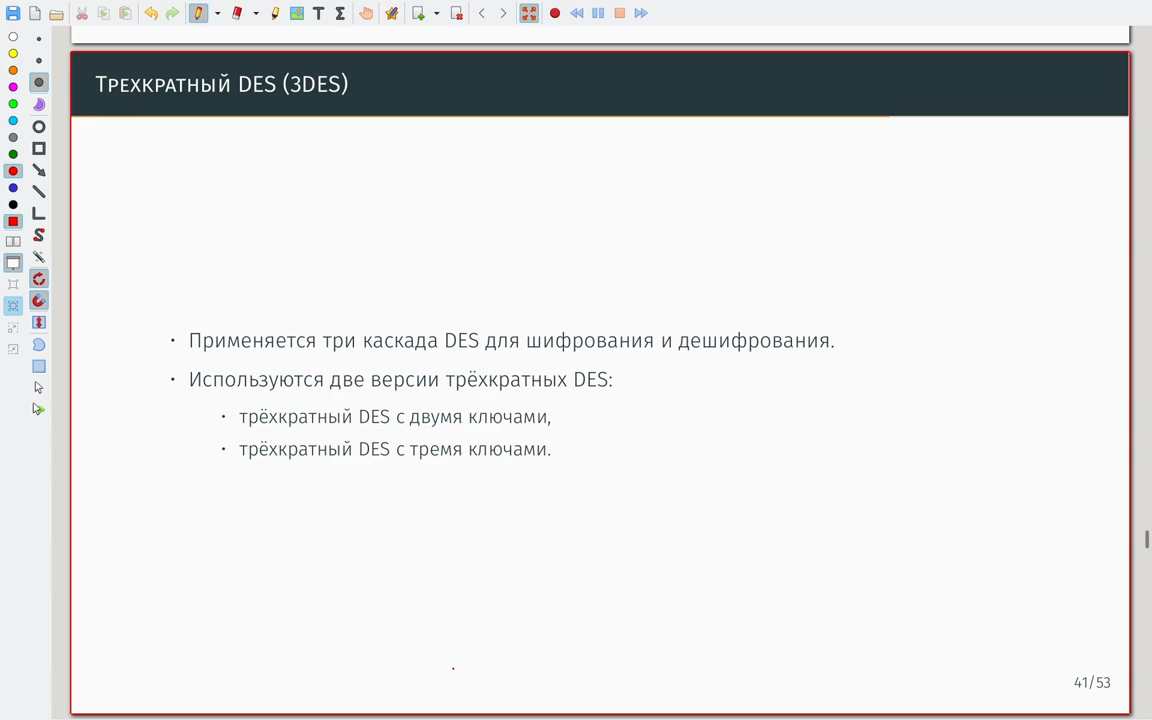 Трехкратный DES (3DES)
• Применяется три каскада DES для шифрования и дешифрования.
• Используются две версии трёхкратных DES:
• трёхкратный DES с двумя ключами,
• трёхкратный DES с тремя ключами.
41/53